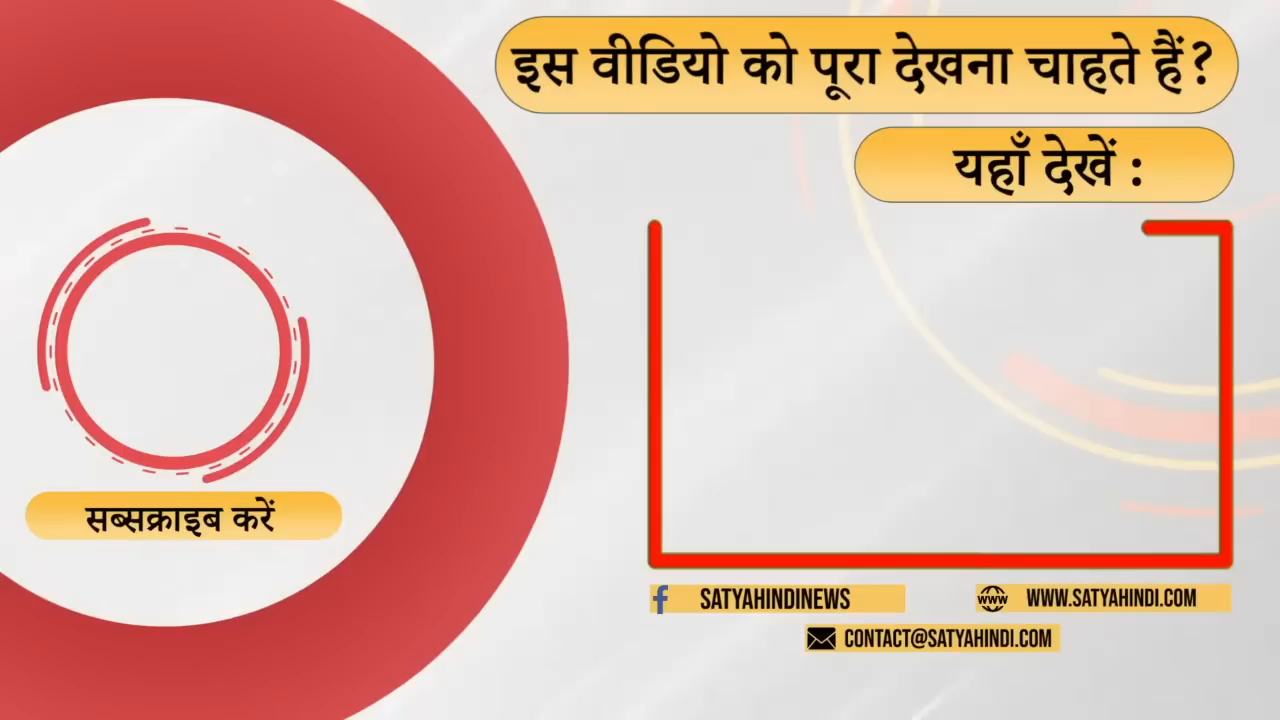 इस वीडियो को पूरा देखना चाहते हैं?
यहाँ देखें :
सब्सक्राइब करें
SATYAHINDINEWS
WWW.SATYAHINDI.COM
CONTACT@SATYAHINDI.COM